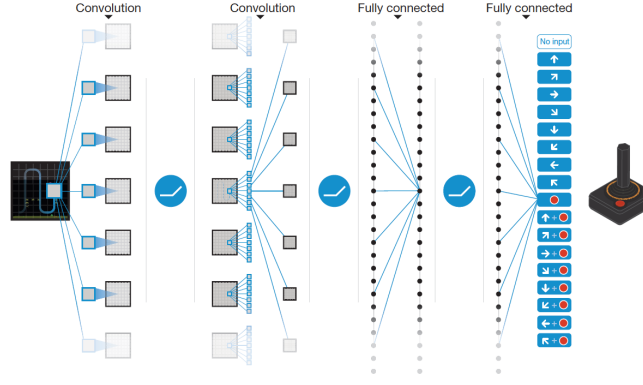 Convolution
Convolution
Fully connected
Fully connected
No input
+
+
+
+
+
+
+
+